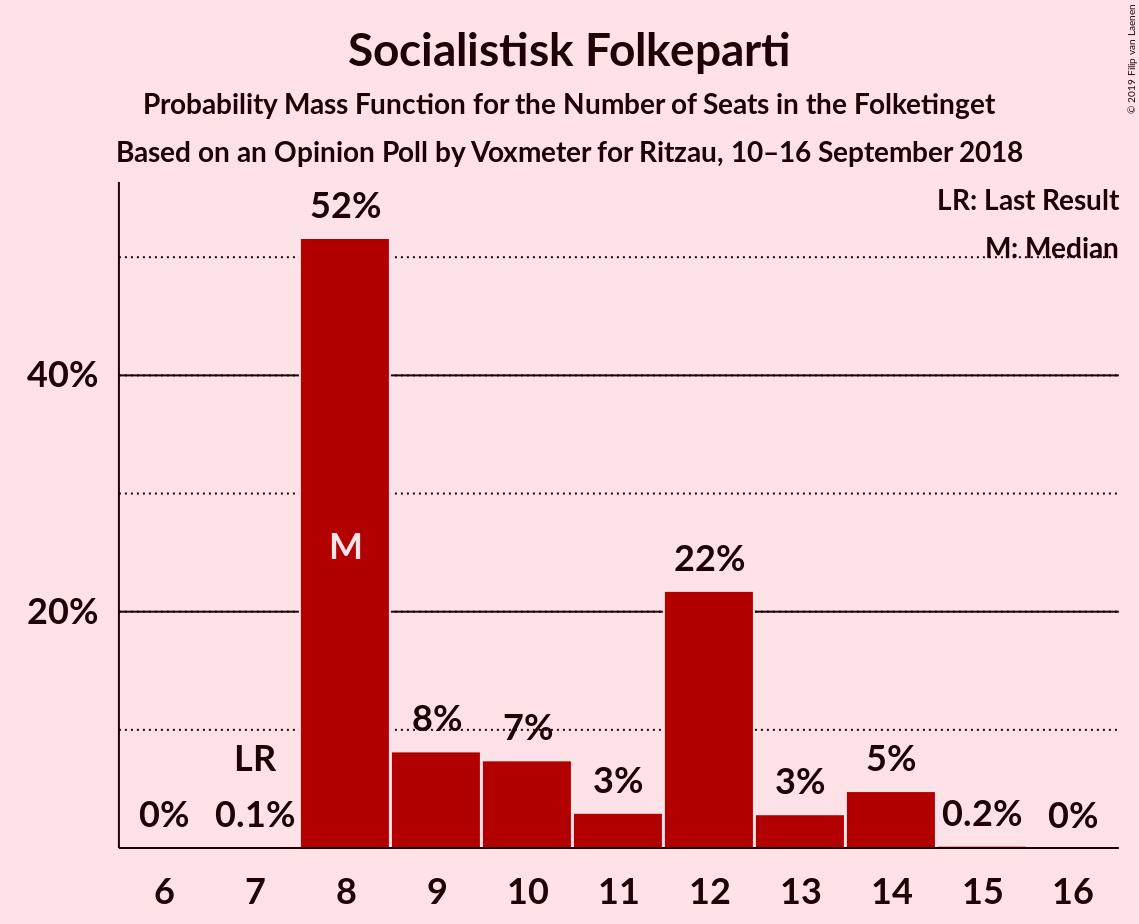 Socialistisk Folkeparti
Probability Mass Function for the Number of Seats in the Folketinget
Based on an Opinion Poll by Voxmeter for Ritzau, 10–16 September 2018
© 2019 Filip van Laenen
LR: Last Result
M: Median
52%
40%
M
22%
20%
8%
7%
LR
5%
3%
3%
0%
0.1%
0.2%
0%
6 7 8 9 10 11 12 13 14 15 16